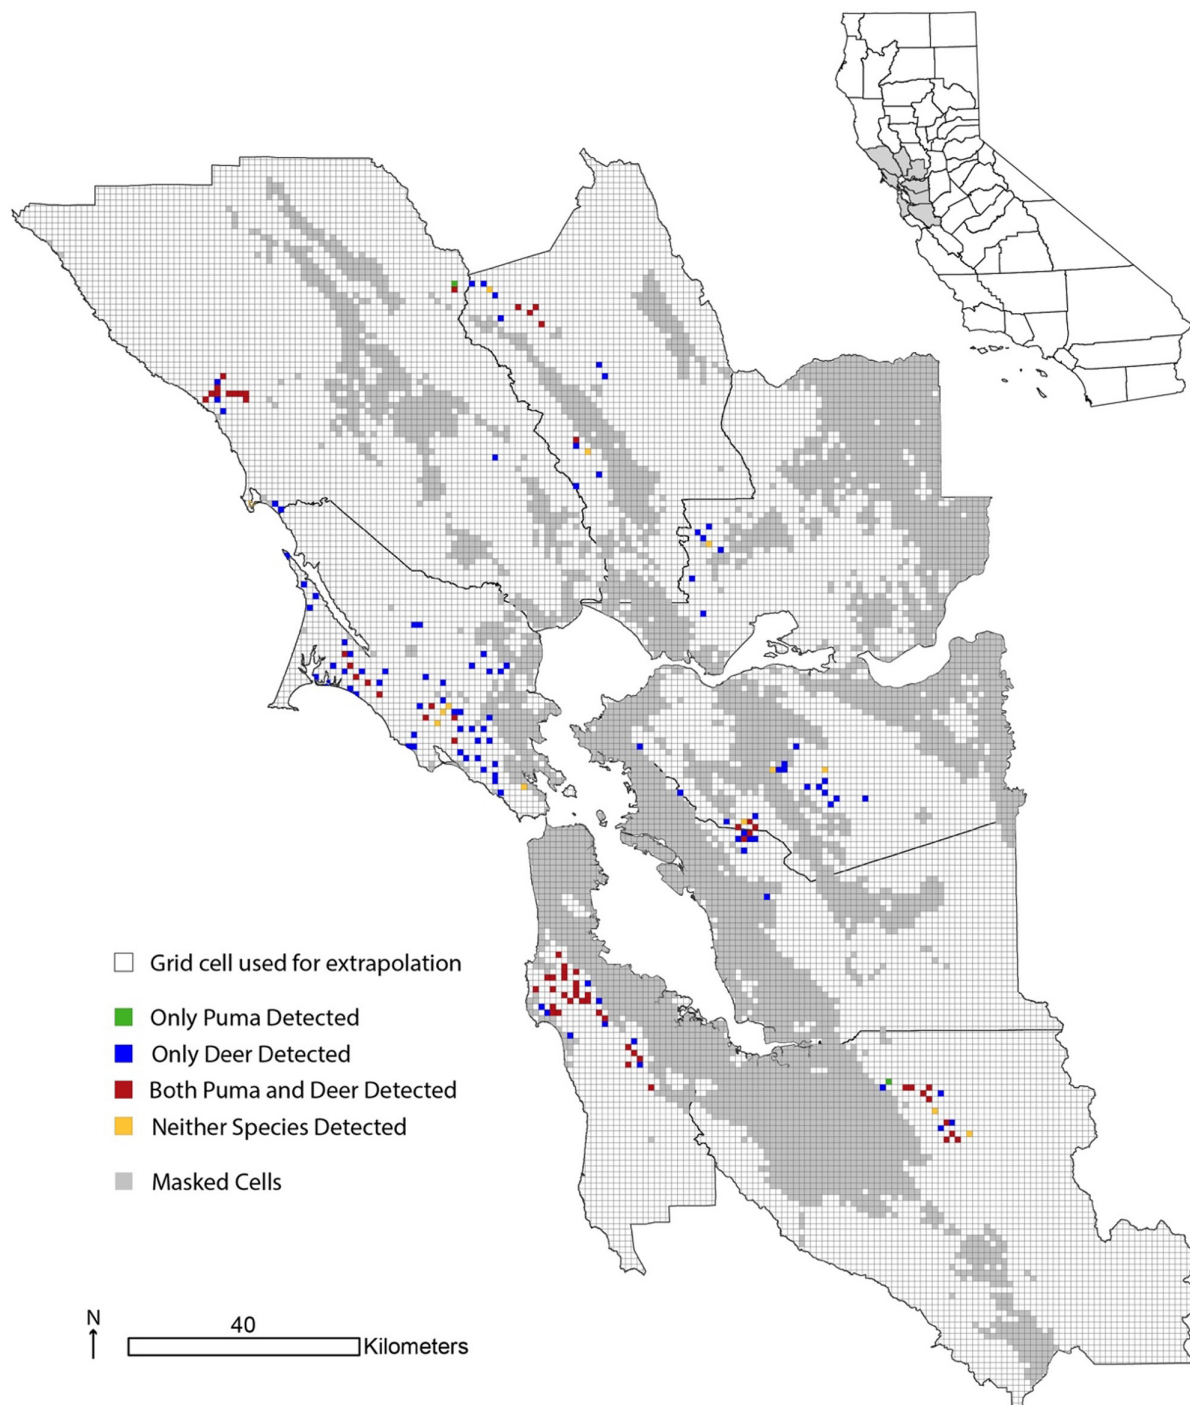 Grid cell used for extrapolation
Only Puma Detected
Only Deer Detected
Both Puma and Deer Detected
Neither Species Detected
Masked Cells
N
40
Kilometers